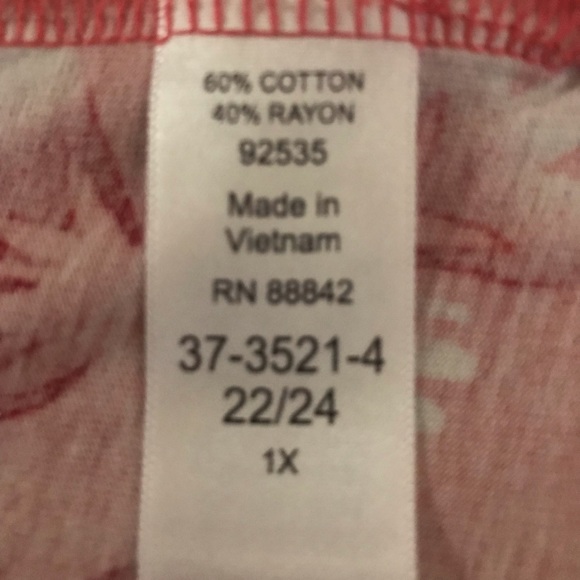 60% COTTON
40% RAYON
92535
Made in
Vietnam
RN 88842
37-3521-4
22/24
1X